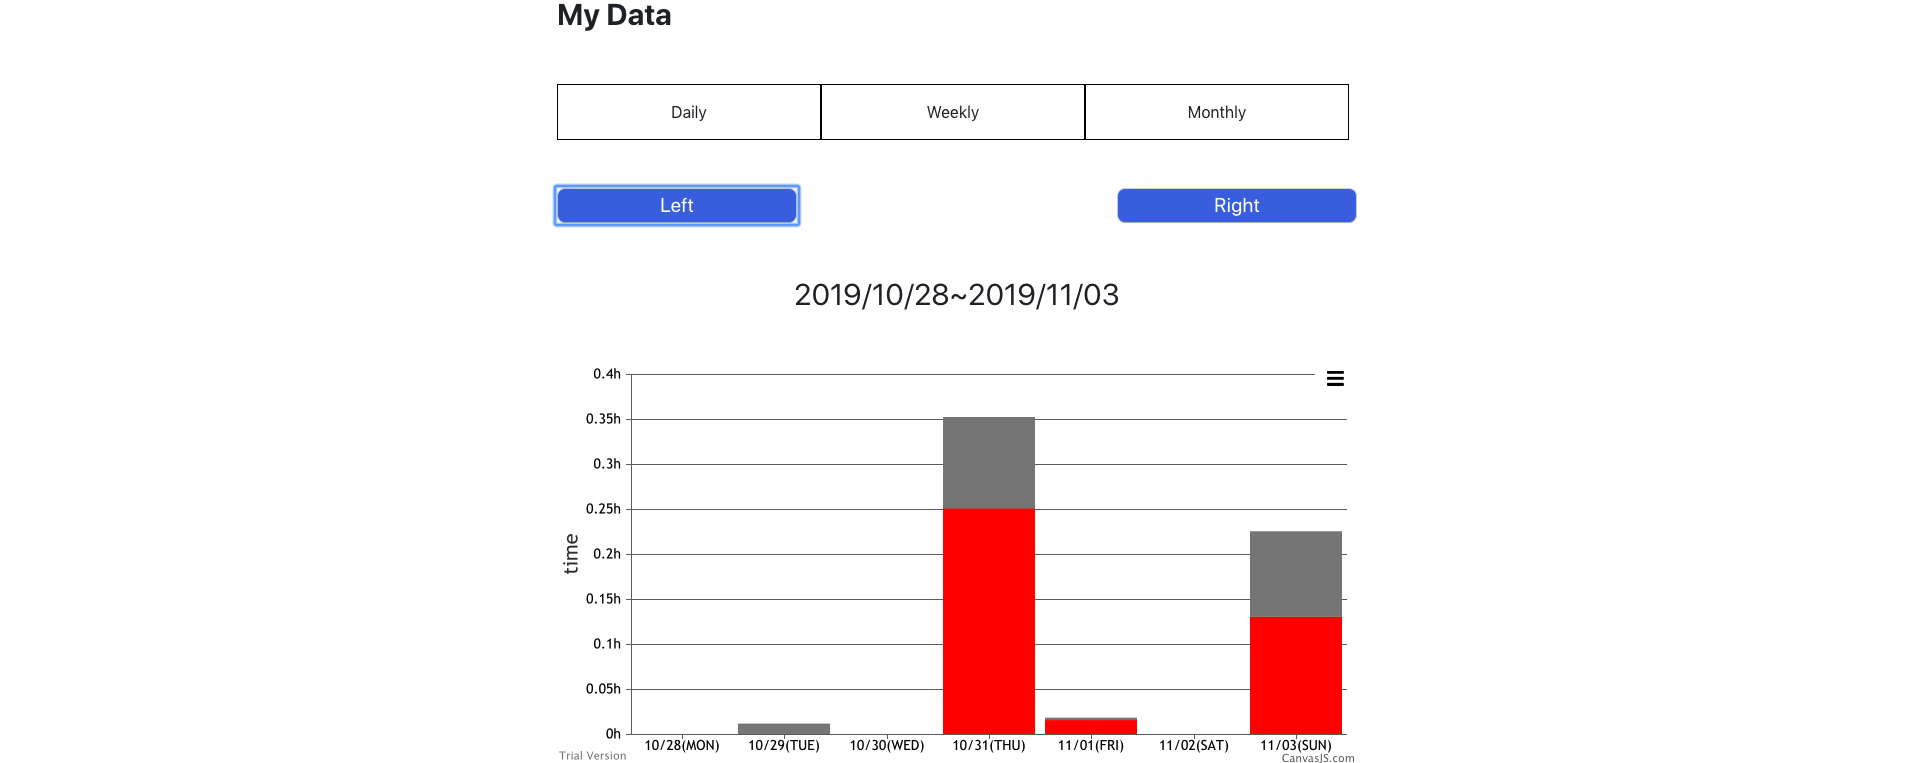 My Data
Daily Weekly Monthly
Left Right
2019/10/28~2019/11/03
0.4h
0.35h
0.3h
0.25h
0.2h
0.15h
0.1h
0.05h
0h
time
10/28(MON) 10/29(TUE) 10/30(WED) 10/31(THU) 11/01(FRI) 11/02(SAT) 11/03(SUN)
Trial Version CanvasJS.com